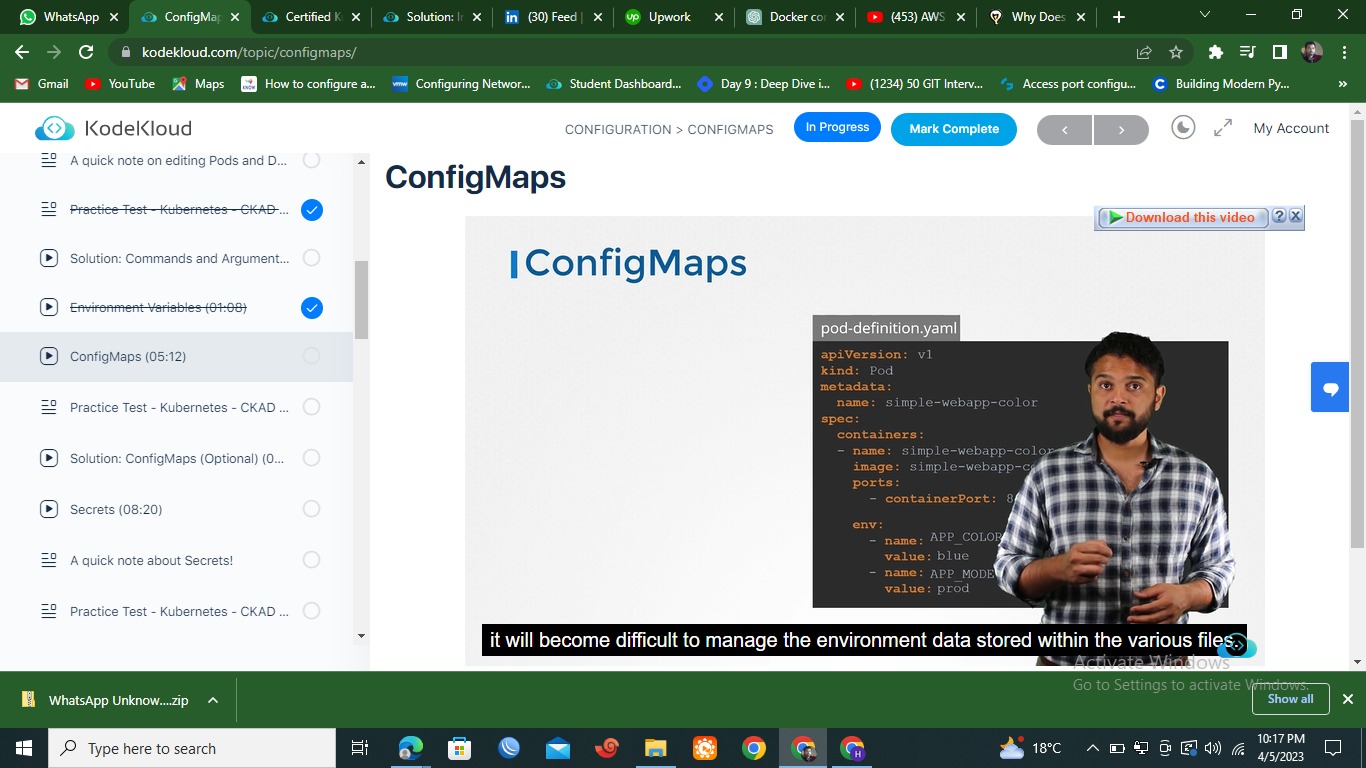 WhatsApp
ConfigMap
Certified K
Solution: In
(30) Feed |
Upwork
Docker con
(453) AWS
Why Does
kodekloud.com/topic/configmaps/
Gmail
YouTube
Maps
How to configure a...
Configuring Networ...
Student Dashboard...
Day 9 : Deep Dive i...
(1234) 50 GIT Interv...
Access port configu...
Building Modern Py...
KodeKloud
CONFIGURATION > CONFIGMAPS
In Progress
Mark Complete
My Account
A quick note on editing Pods and D...
Practice Test - Kubernetes - CKAD ...
Solution: Commands and Argument...
Environment Variables (01:08)
ConfigMaps (05:12)
Practice Test - Kubernetes - CKAD ...
Solution: ConfigMaps (Optional) (0...
Secrets (08:20)
A quick note about Secrets!
Practice Test - Kubernetes - CKAD ...
ConfigMaps
Download this video
ConfigMaps
pod-definition.yaml
apiVersion: v1
kind: Pod
metadata:
name: simple-webapp-color
spec:
containers:
- name: simple-webapp-color
image: simple-webapp-co
ports:
- containerPort: 8
env:
- name: APP_COLOR
value: blue
- name: APP_MODE
value: prod
it will become difficult to manage the environment data stored within the various files.
Activate Windows
Go to Settings to activate Windows.
WhatsApp Unknow....zip
Show all
Type here to search
18°C
10:17 PM
4/5/2023